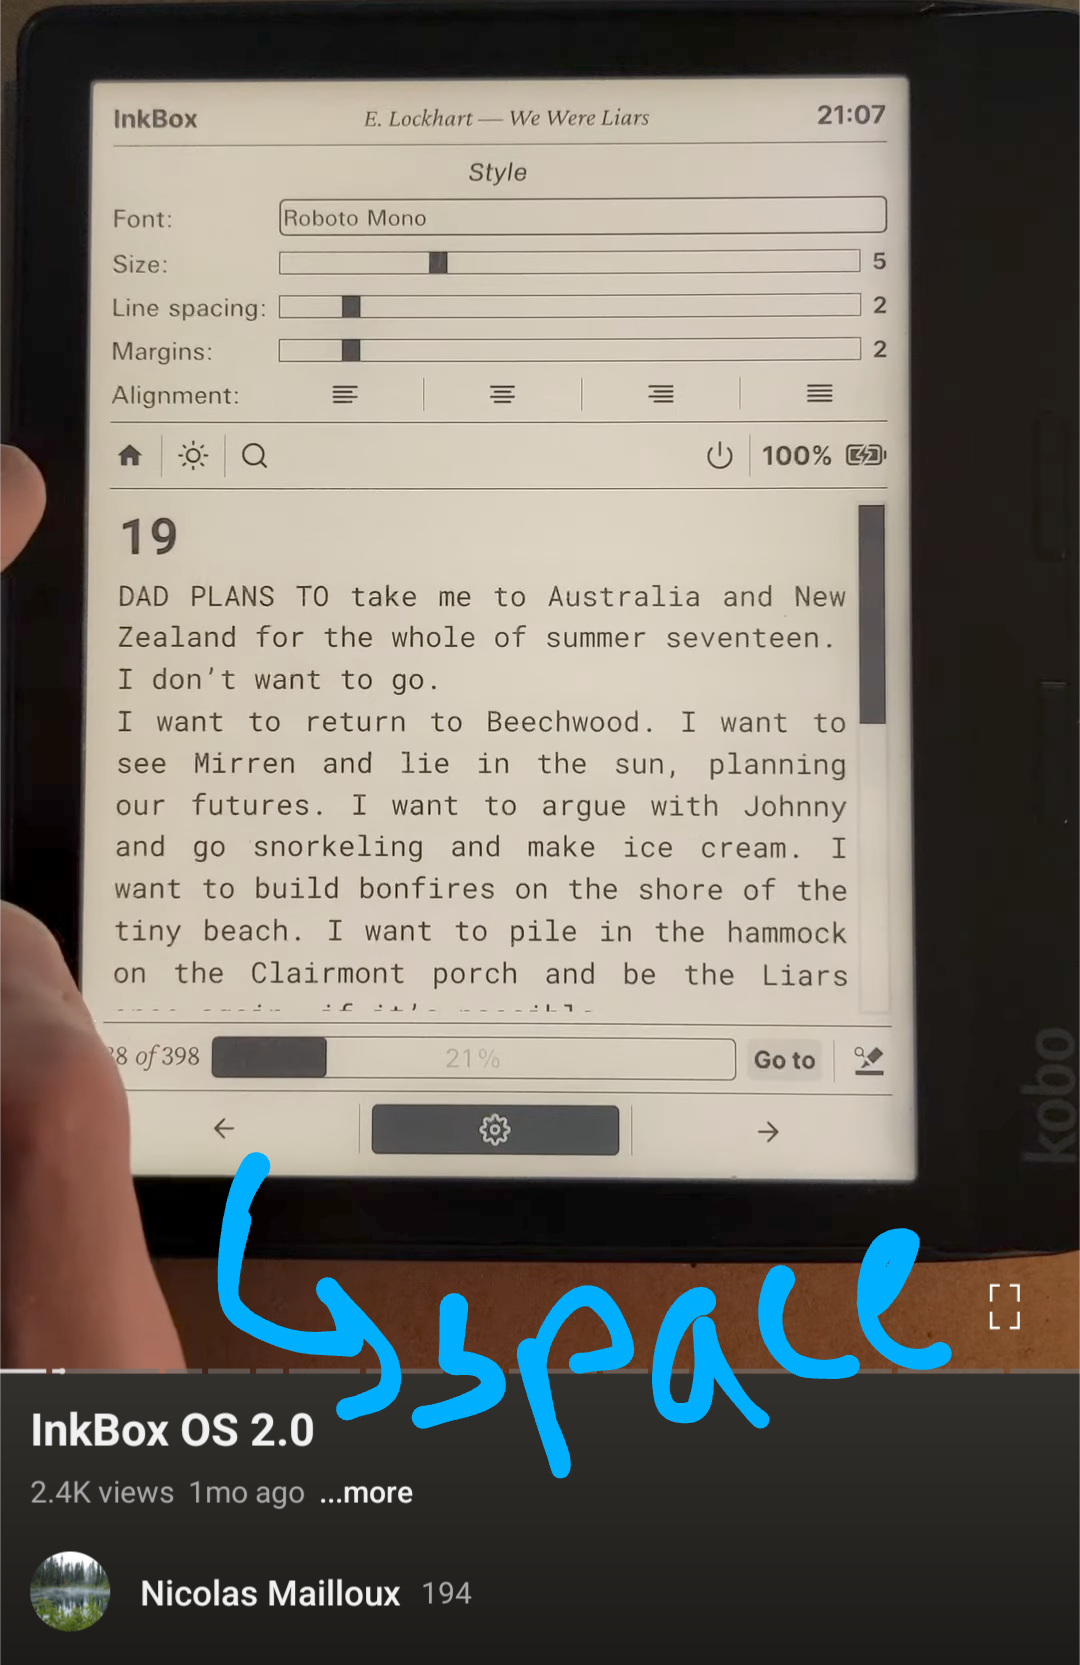 InkBox E. Lockhart — We Were Liars 21:07
Style
Font: Roboto Mono
Size: 5
Line spacing: 2
Margins: 2
Alignment:
100%
19
DAD PLANS TO take me to Australia and New
Zealand for the whole of summer seventeen.
I don’t want to go.
I want to return to Beechwood. I want to
see Mirren and lie in the sun, planning
our futures. I want to argue with Johnny
and go snorkeling and make ice cream. I
want to build bonfires on the shore of the
tiny beach. I want to pile in the hammock
on the Clairmont porch and be the Liars
8 of 398 21% Go to
kobo
space
InkBox OS 2.0
2.4K views 1mo ago ...more
Nicolas Mailloux 194